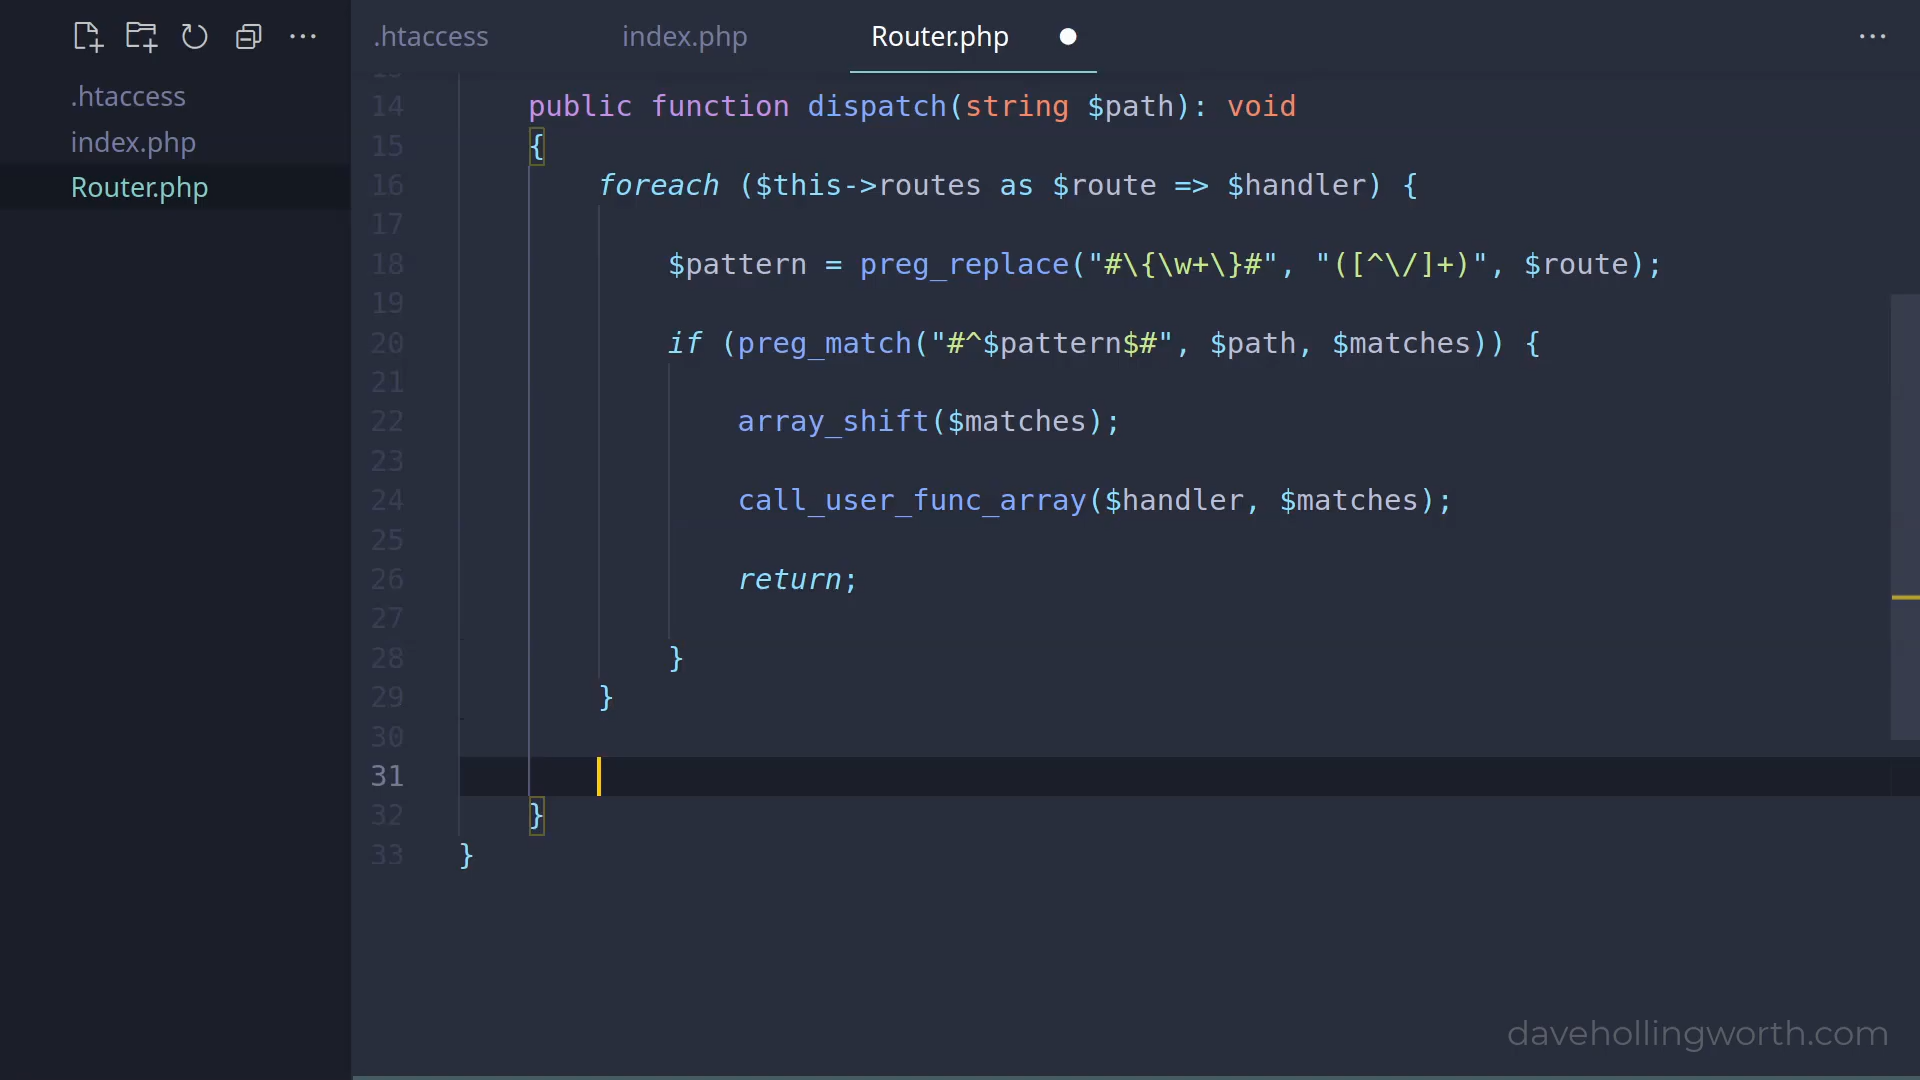 .htaccess
index.php
Router.php
.htaccess index.php Router.php
14 public function dispatch(string $path): void
15 {
16 foreach ($this->routes as $route => $handler) {
17
18 $pattern = preg_replace("#\{\w+\}#", "([^\/]+)", $route);
19
20 if (preg_match("#^$pattern$#", $path, $matches)) {
21
22 array_shift($matches);
23
24 call_user_func_array($handler, $matches);
25
26 return;
27
28 }
29 }
30
31
32 }
33 }
davehollingworth.com